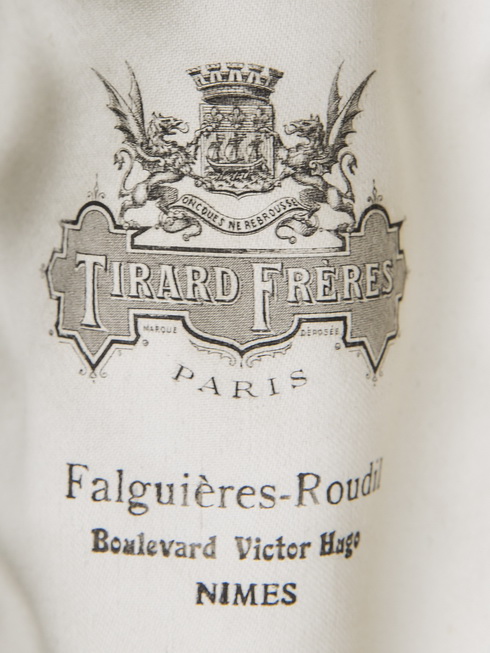 ONCQUES NE REBROUSSE
TIRARD FRÈRES
MARQUE DÉPOSÉE
PARIS
Falguières-Roudil
Boulevard Victor Hugo
NIMES